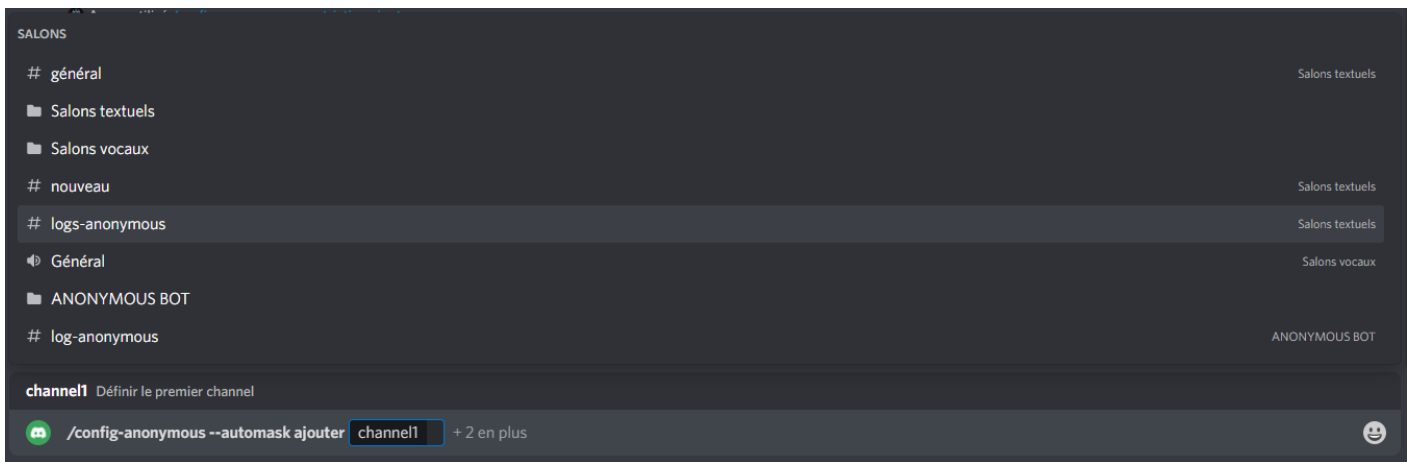 SALONS
# général Salons textuels
Salons textuels
Salons vocaux
# nouveau Salons textuels
# logs-anonymous Salons textuels
Général Salons vocaux
ANONYMOUS BOT
# log-anonymous ANONYMOUS BOT
channel1 Définir le premier channel
/config-anonymous --automask ajouter channel1 + 2 en plus